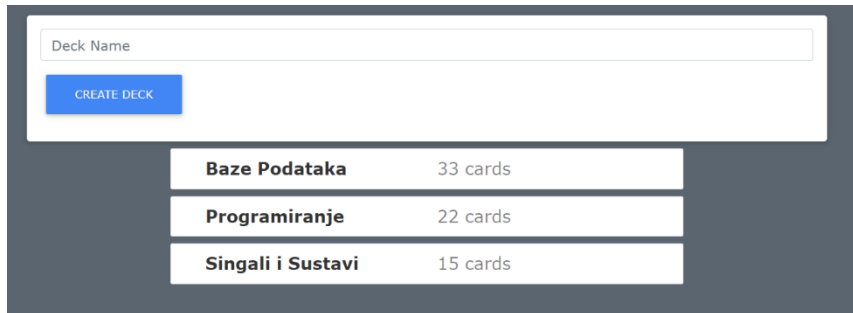 Deck Name
CREATE DECK
Baze Podataka 33 cards
Programiranje 22 cards
Singali i Sustavi 15 cards